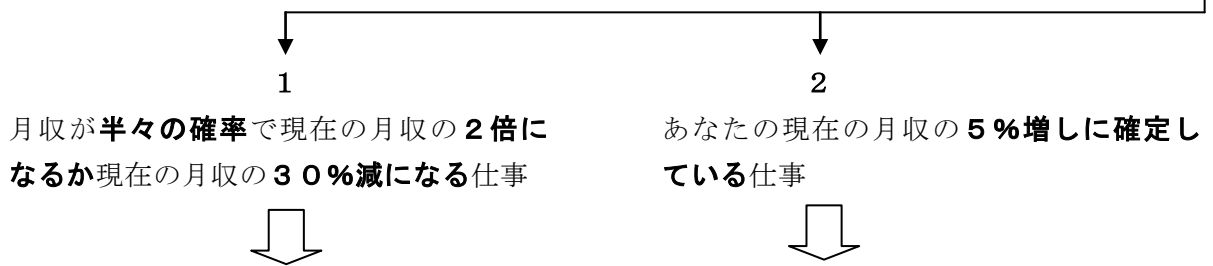 1
月収が半々の確率で現在の月収の２倍に
なるか現在の月収の３０％減になる仕事
2
あなたの現在の月収の５％増しに確定し
ている仕事